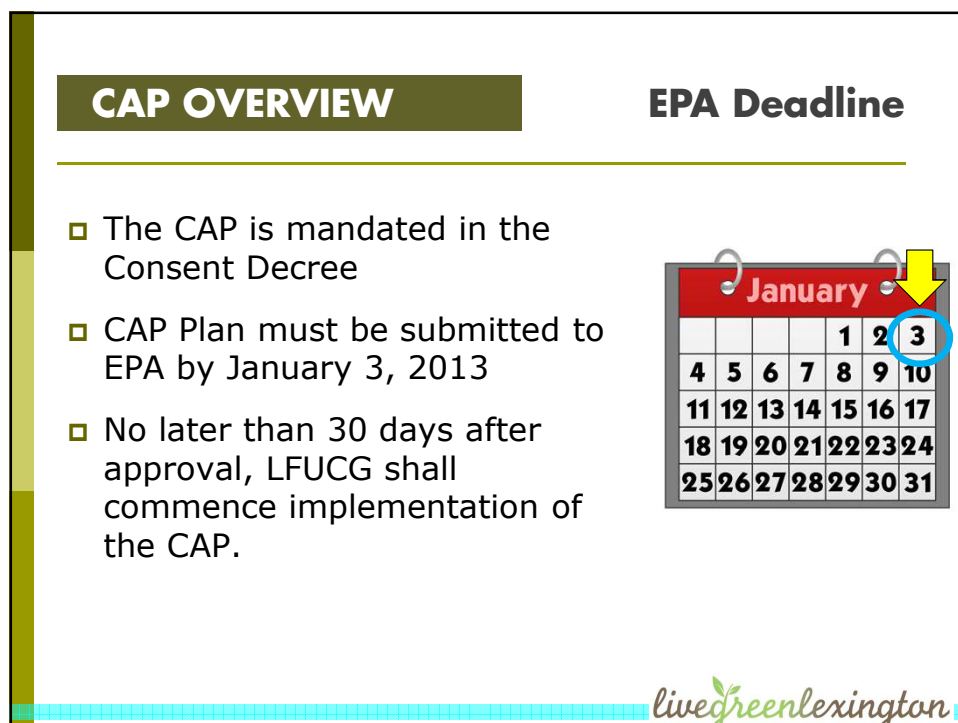 CAP OVERVIEW
EPA Deadline
The CAP is mandated in the
Consent Decree
CAP Plan must be submitted to
EPA by January 3, 2013
No later than 30 days after
approval, LFUCG shall
commence implementation of
the CAP.
January
1 2 3
4 5 6 7 8 9 10
11 12 13 14 15 16 17
18 19 20 21 22 23 24
25 26 27 28 29 30 31
livegreenlexington